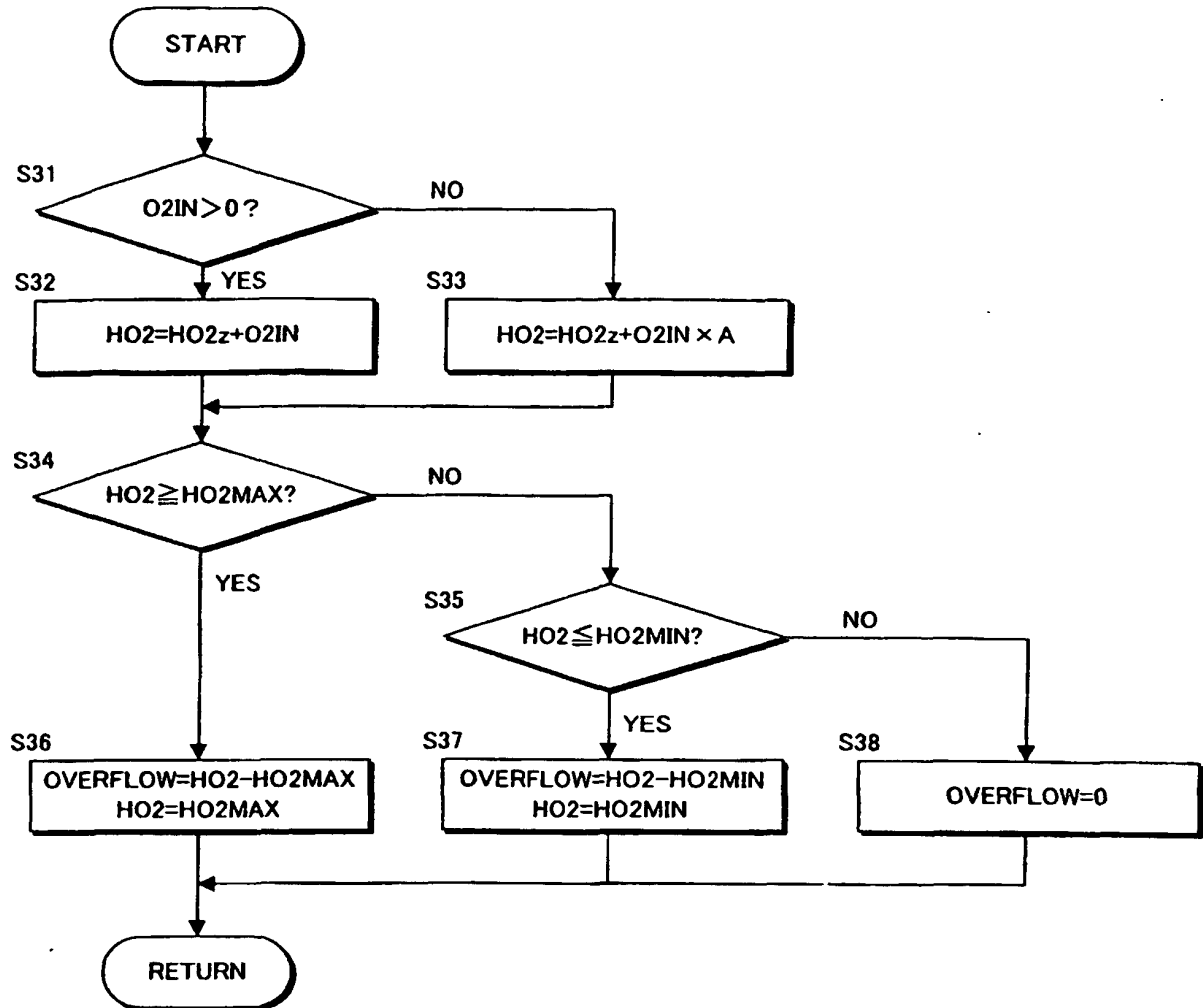 START
S31
O2IN>0?
NO
S32
YES
S33
HO2=HO2z+O2IN
HO2=HO2z+O2IN×A
S34
HO2≧HO2MAX?
NO
YES
S35
HO2≦HO2MIN?
NO
YES
S36
OVERFLOW=HO2-HO2MAX
HO2=HO2MAX
S37
OVERFLOW=HO2-HO2MIN
HO2=HO2MIN
S38
OVERFLOW=0
RETURN